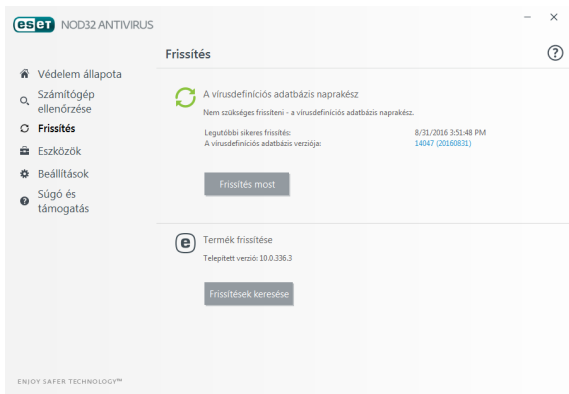 eseT NOD32 ANTIVIRUS
Frissítés
?
Védelem állapota
Számítógép
ellenőrzése
Frissítés
Eszközök
Beállítások
Súgó és
támogatás
A vírusdefiníciós adatbázis naprakész
Nem szükséges frissíteni - a vírusdefiníciós adatbázis naprakész.
Legutóbbi sikeres frissítés: 8/31/2016 3:51:48 PM
A vírusdefiníciós adatbázis verziója: 14047 (20160831)
Frissítés most
e
Termék frissítése
Telepített verzió: 10.0.336.3
Frissítések keresése
ENJOY SAFER TECHNOLOGY™